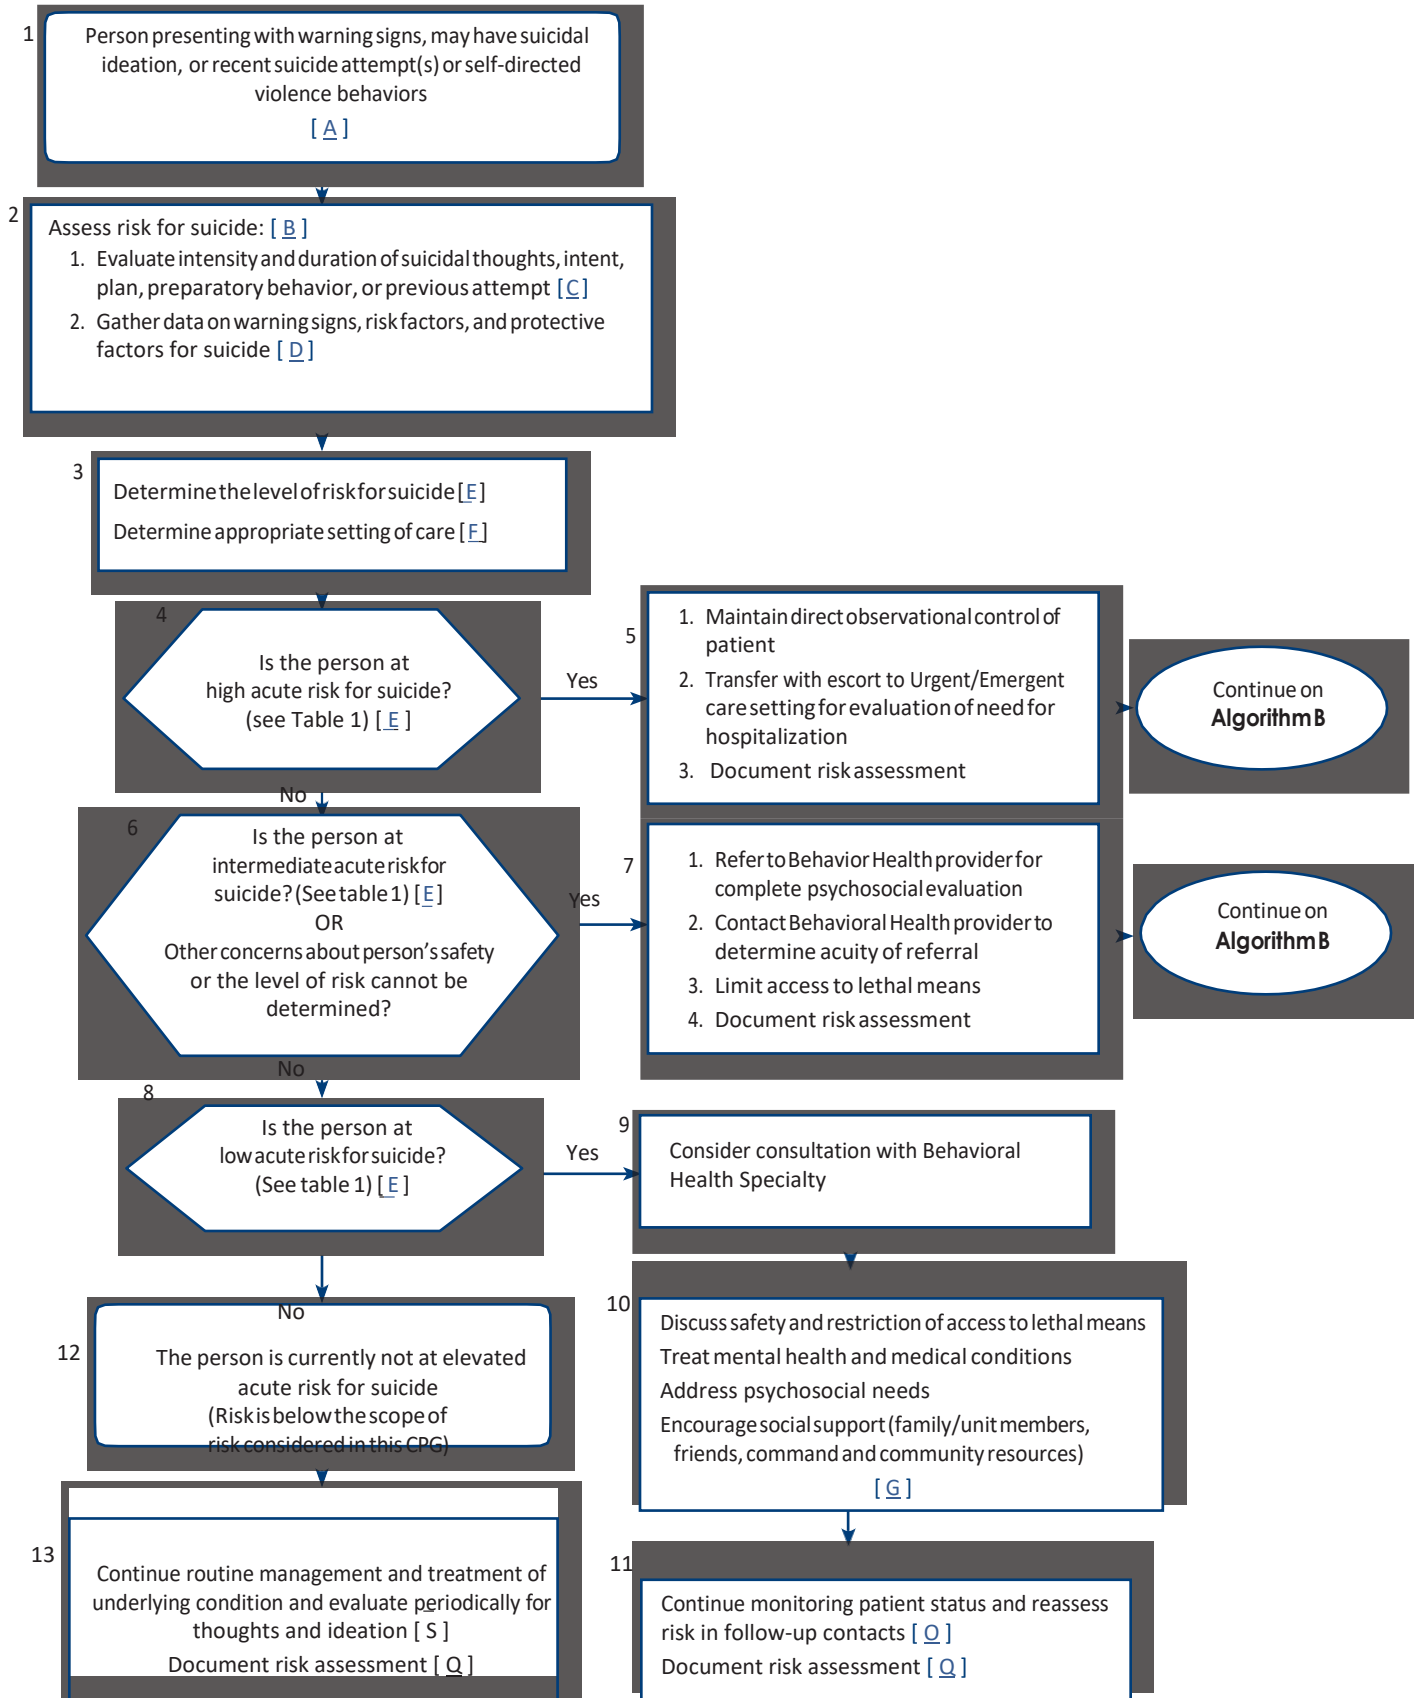 1
Person presenting with warning signs, may have suicidal
ideation, or recent suicide attempt(s) or self-directed
violence behaviors
[ A ]
2
Assess risk for suicide: [ B ]
1. Evaluate intensity and duration of suicidal thoughts, intent,
plan, preparatory behavior, or previous attempt [ C ]
2. Gather data on warning signs, risk factors, and protective
factors for suicide [ D ]
3
Determine the level of risk for suicide [ E ]
Determine appropriate setting of care [ F ]
4
Is the person at
high acute risk for suicide?
(see Table 1) [ E ]
Yes
No
5
1. Maintain direct observational control of
patient
2. Transfer with escort to Urgent/Emergent
care setting for evaluation of need for
hospitalization
3. Document risk assessment
Continue on
Algorithm B
6
Is the person at
intermediate acute risk for
suicide? (See table 1) [ E ]
OR
Other concerns about person's safety
or the level of risk cannot be
determined?
Yes
No
7
1. Refer to Behavior Health provider for
complete psychosocial evaluation
2. Contact Behavioral Health provider to
determine acuity of referral
3. Limit access to lethal means
4. Document risk assessment
Continue on
Algorithm B
8
Is the person at
low acute risk for suicide?
(See table 1) [ E ]
Yes
No
9
Consider consultation with Behavioral
Health Specialty
10
Discuss safety and restriction of access to lethal means
Treat mental health and medical conditions
Address psychosocial needs
Encourage social support (family/unit members,
friends, command and community resources)
[ G ]
11
Continue monitoring patient status and reassess
risk in follow-up contacts [ O ]
Document risk assessment [ Q ]
12
The person is currently not at elevated
acute risk for suicide
(Risk is below the scope of
risk considered in this CPG)
13
Continue routine management and treatment of
underlying condition and evaluate periodically for
thoughts and ideation [ S ]
Document risk assessment [ Q ]